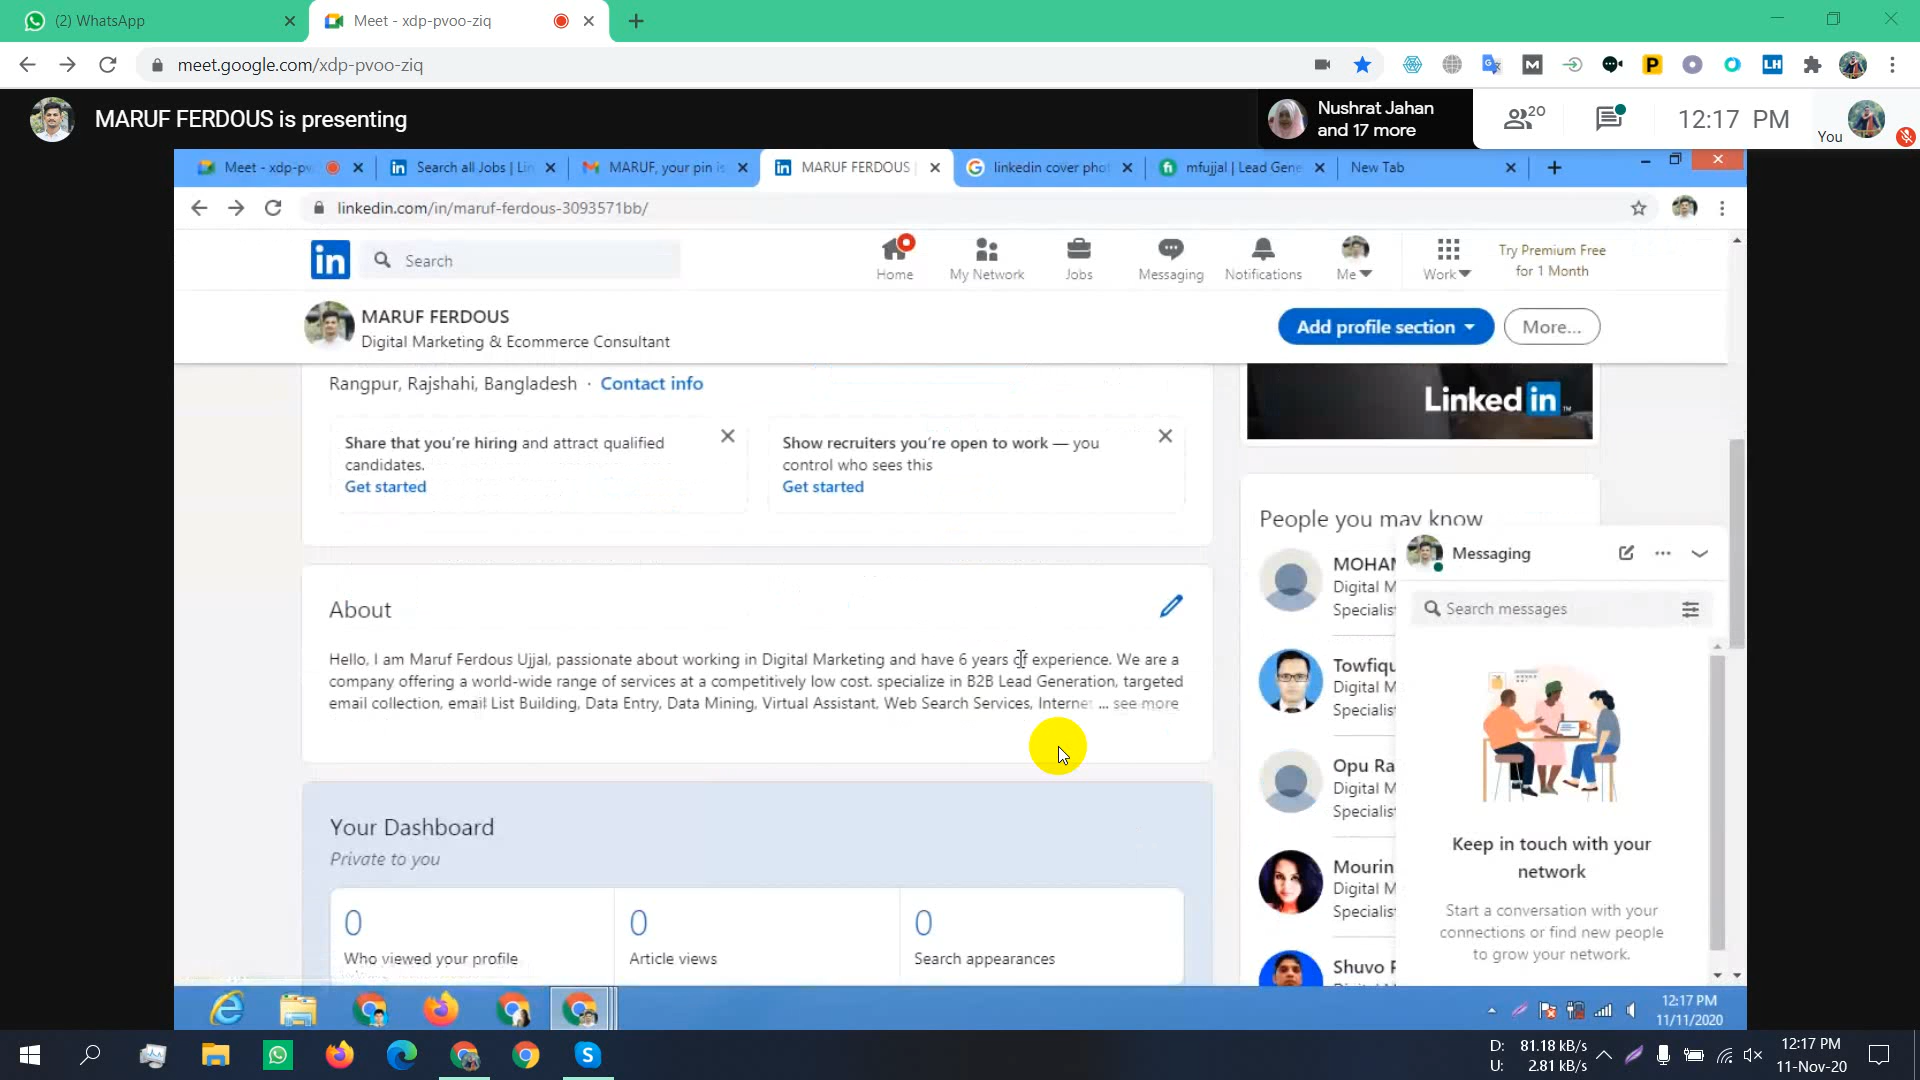 (2) WhatsApp
Meet - xdp-pvoo-ziq
meet.google.com/xdp-pvoo-ziq
MARUF FERDOUS is presenting
Nushrat Jahan
and 17 more
20
12:17 PM
You
Meet - xdp-pv
Search all Jobs | Lin
MARUF, your pin is
MARUF FERDOUS |
linkedin cover phot
mfujjal | Lead Gene
New Tab
linkedin.com/in/maruf-ferdous-3093571bb/
in
Search
Home
My Network
Jobs
Messaging
Notifications
Me
Work
Try Premium Free
for 1 Month
MARUF FERDOUS
Digital Marketing & Ecommerce Consultant
Add profile section
More...
Rangpur, Rajshahi, Bangladesh · Contact info
Share that you're hiring and attract qualified
candidates.
Get started
Show recruiters you're open to work — you
control who sees this
Get started
Linked in
People you may know
About
Hello, I am Maruf Ferdous Ujjal, passionate about working in Digital Marketing and have 6 years of experience. We are a
company offering a world-wide range of services at a competitively low cost. specialize in B2B Lead Generation, targeted
email collection, email List Building, Data Entry, Data Mining, Virtual Assistant, Web Search Services, Internet ... see more
Your Dashboard
Private to you
0
Who viewed your profile
0
Article views
0
Search appearances
MOHAM
Digital M
Specialist
Towfiqu
Digital M
Specialist
Opu Ra
Digital M
Specialist
Mourin
Digital M
Specialist
Shuvo
Messaging
Search messages
Keep in touch with your
network
Start a conversation with your
connections or find new people
to grow your network.
12:17 PM
11/11/2020
D: 81.18 kB/s
U: 2.81 kB/s
12:17 PM
11-Nov-20